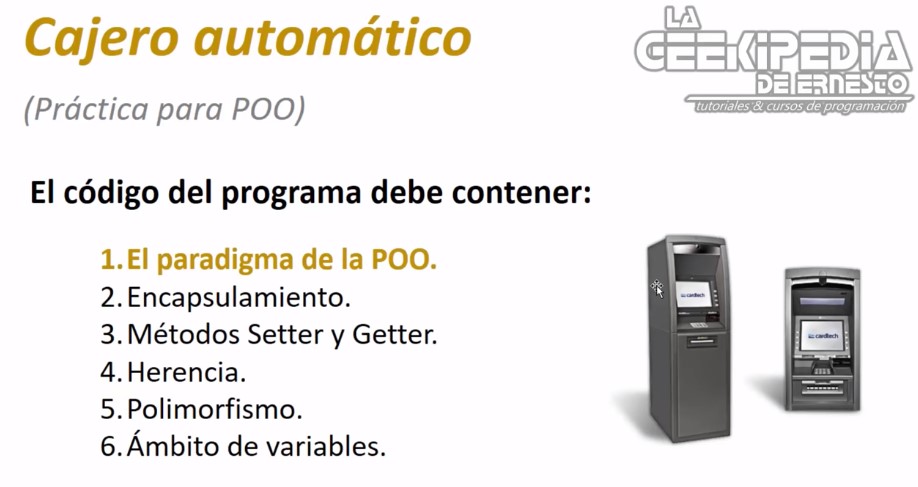 Cajero automático
LA
GEEKIPEDIA
DE ERNESTO
tutoriales & cursos de programación
(Práctica para POO)
El código del programa debe contener:
1. El paradigma de la POO.
2. Encapsulamiento.
3. Métodos Setter y Getter.
4. Herencia.
5. Polimorfismo.
6. Ámbito de variables.
cardtech
cardtech